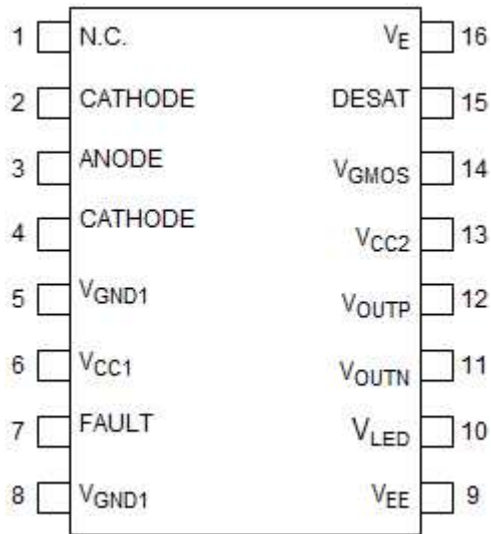 1 N.C. V_E 16
2 CATHODE DESAT 15
3 ANODE V_GMOS 14
4 CATHODE V_CC2 13
5 V_GND1 V_OUTP 12
6 V_CC1 V_OUTN 11
7 FAULT V_LED 10
8 V_GND1 V_EE 9